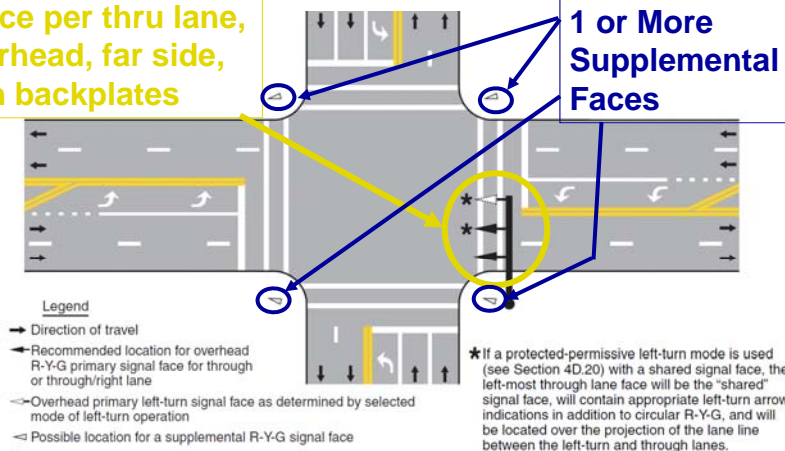 ce per thru lane,
rhead, far side,
backplates
1 or More
Supplemental
Faces
Legend
Direction of travel
Recommended location for overhead
R-Y-G primary signal face for through
or through/right lane
Overhead primary left-turn signal face as determined by selected
mode of left-turn operation
Possible location for a supplemental R-Y-G signal face
*
*
* If a protected-permissive left-turn mode is used
(see Section 4D.20) with a shared signal face, the
left-most through lane face will be the “shared”
signal face, will contain appropriate left-turn arrow
indications in addition to circular R-Y-G, and will
be located over the projection of the lane line
between the left-turn and through lanes.